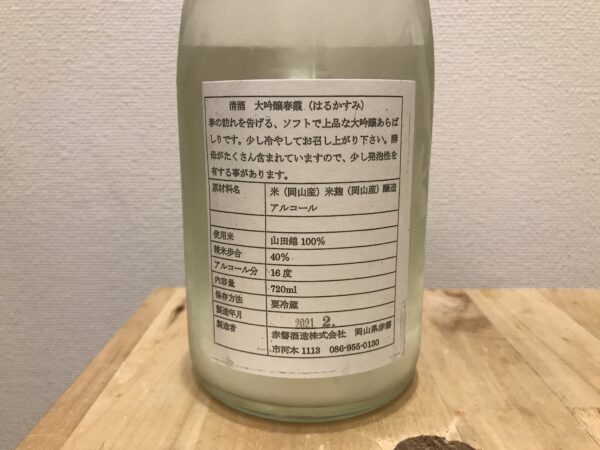 清酒　大吟醸春霞（はるかすみ）
春の訪れを告げる、ソフトで上品な大吟醸あらば
しりです。少し冷やしてお召し上がり下さい。酵
母がたくさん含まれていますので、少し発泡性を
有する事があります。
原材料名　米（岡山産）米麹（岡山産）醸造
アルコール
使用米　山田錦100%
精米歩合　40%
アルコール分　16度
内容量　720ml
保存方法　要冷蔵
製造年月　2021 2.
製造者　赤磐酒造株式会社　岡山県赤磐
市河本1113　086-955-0130